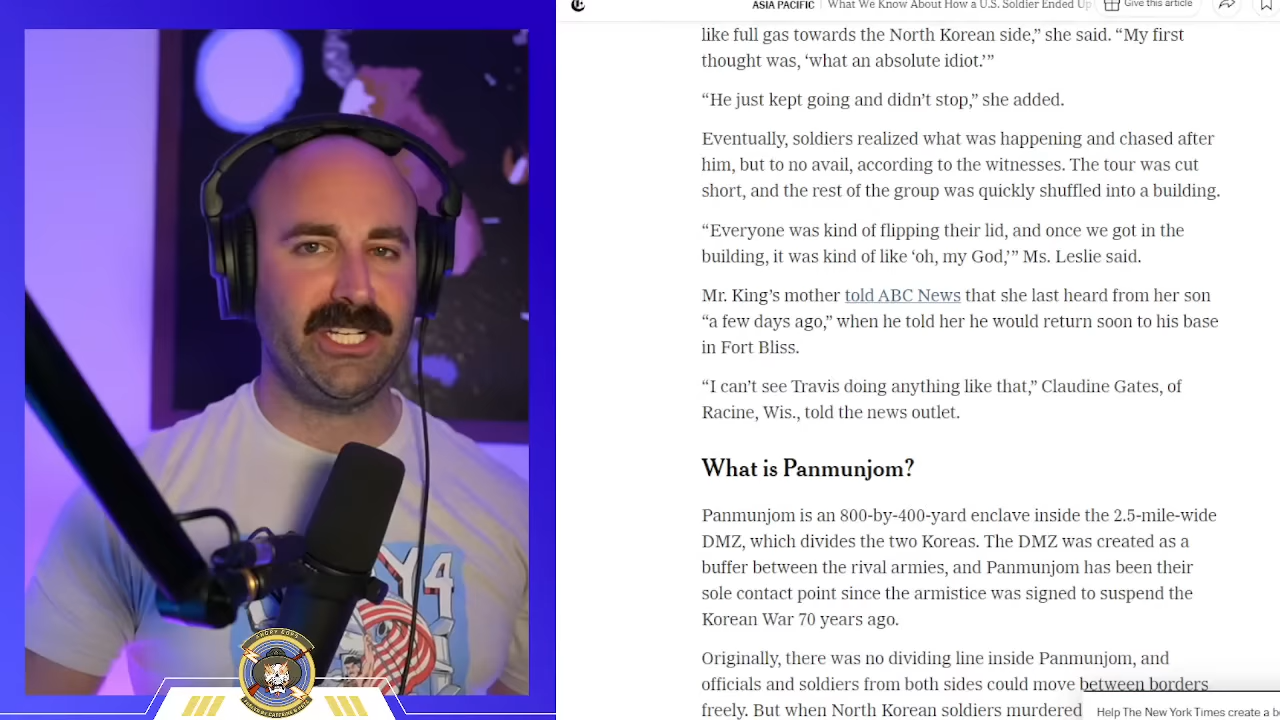 ASIA PACIFIC | What We Know About How a U.S. Soldier Ended Up
Give this article
like full gas towards the North Korean side,” she said. “My first
thought was, ‘what an absolute idiot.’”
“He just kept going and didn’t stop,” she added.
Eventually, soldiers realized what was happening and chased after
him, but to no avail, according to the witnesses. The tour was cut
short, and the rest of the group was quickly shuffled into a building.
“Everyone was kind of flipping their lid, and once we got in the
building, it was kind of like ‘oh, my God,’” Ms. Leslie said.
Mr. King’s mother told ABC News that she last heard from her son
“a few days ago,” when he told her he would return soon to his base
in Fort Bliss.
“I can’t see Travis doing anything like that,” Claudine Gates, of
Racine, Wis., told the news outlet.
What is Panmunjom?
Panmunjom is an 800-by-400-yard enclave inside the 2.5-mile-wide
DMZ, which divides the two Koreas. The DMZ was created as a
buffer between the rival armies, and Panmunjom has been their
sole contact point since the armistice was signed to suspend the
Korean War 70 years ago.
Originally, there was no dividing line inside Panmunjom, and
officials and soldiers from both sides could move between borders
freely. But when North Korean soldiers murdered
Help The New York Times create a b